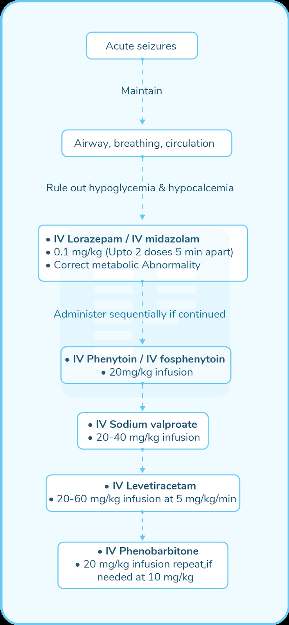 Acute seizures
Maintain
Airway, breathing, circulation
Rule out hypoglycemia & hypocalcemia
• IV Lorazepam / IV midazolam
• 0.1 mg/kg (Upto 2 doses 5 min apart)
• Correct metabolic Abnormality
Administer sequentially if continued
• IV Phenytoin / IV fosphenytoin
• 20mg/kg infusion
• IV Sodium valproate
• 20-40 mg/kg infusion
• IV Levetiracetam
• 20-60 mg/kg infusion at 5 mg/kg/min
• IV Phenobarbitone
• 20 mg/kg infusion repeat,if
needed at 10 mg/kg